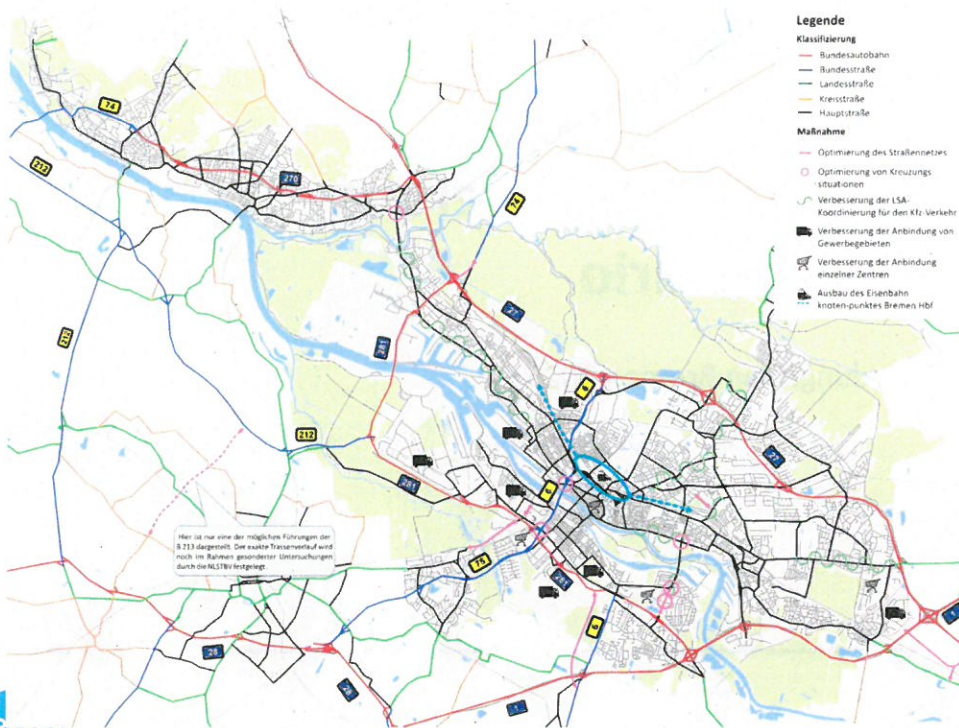 Legende
Klassifizierung
Bundesautobahn
Bundesstraße
Landesstraße
Kreisstraße
Hauptstraße
Maßnahme
Optimierung des Straßennetzes
Optimierung von Kreuzungs
situationen
Verbesserung der LSA-
Koordinierung für den Kfz-Verkehr
Verbesserung der Anbindung von
Gewerbegebieten
Verbesserung der Anbindung
einzelner Zentren
Ausbau des Eisenbahn
knoten-punktes Bremen Hbf
74
212
270
74
27
281
212
6
27
212
281
6
Hier ist nur eine der möglichen Führungen der
B 213 dargestellt. Der exakte Trassenverlauf wird
noch im Rahmen gesonderter Untersuchungen
durch die NLSTBV festgelegt.
75
281
6
1
28
28
1